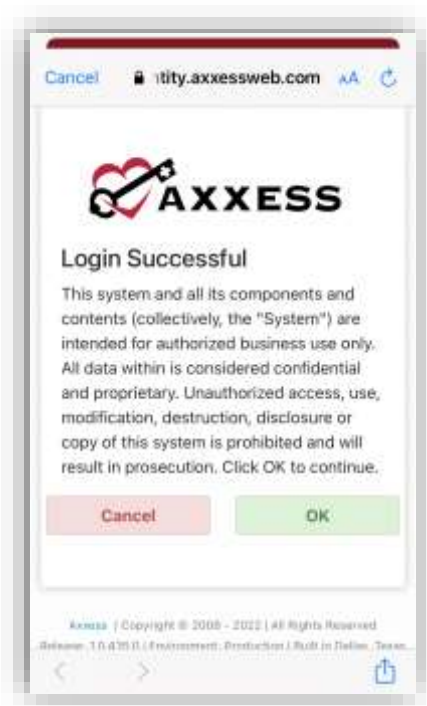 Cancel tity.axxessweb.com AA
AXXESS
Login Successful
This system and all its components and
contents (collectively, the "System") are
intended for authorized business use only.
All data within is considered confidential
and proprietary. Unauthorized access, use,
modification, destruction, disclosure or
copy of this system is prohibited and will
result in prosecution. Click OK to continue.
Cancel OK
Axxess | Copyright © 2008 - 2022 | All Rights Reserved
Environment: Production | Built in Dallas, Texas